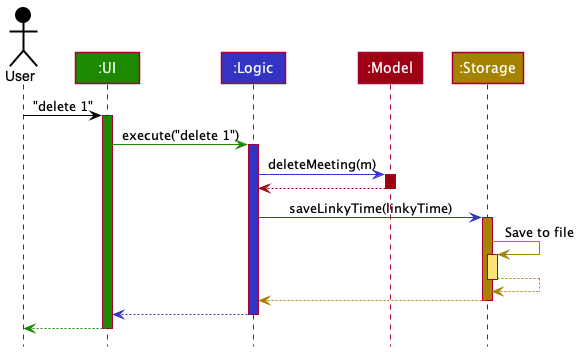 User
:UI
:Logic
:Model
:Storage
"delete 1"
execute("delete 1")
deleteMeeting(m)
saveLinkyTime(linkyTime)
Save to file